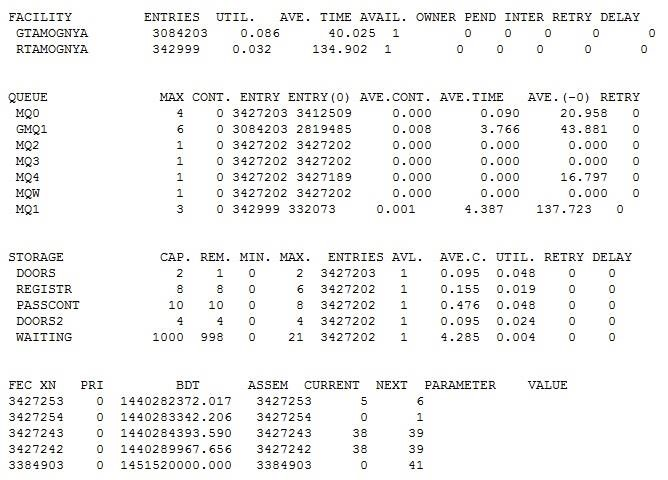 FACILITY ENTRIES UTIL. AVE. TIME AVAIL. OWNER PEND INTER RETRY DELAY
GTAMOGNYA 3084203 0.086 40.025 1 0 0 0 0 0
RTAMOGNYA 342999 0.032 134.902 1 0 0 0 0 0
QUEUE MAX CONT. ENTRY ENTRY(0) AVE.CONT. AVE.TIME AVE.(-0) RETRY
MQ0 4 0 3427203 3412509 0.000 0.090 20.958 0
GMQ1 6 0 3084203 2819485 0.008 3.766 43.881 0
MQ2 1 0 3427202 3427202 0.000 0.000 0.000 0
MQ3 1 0 3427202 3427202 0.000 0.000 0.000 0
MQ4 1 0 3427202 3427189 0.000 0.000 16.797 0
MQW 1 0 3427202 3427202 0.000 0.000 0.000 0
MQ1 3 0 342999 332073 0.001 4.387 137.723 0
STORAGE CAP. REM. MIN. MAX. ENTRIES AVL. AVE.C. UTIL. RETRY DELAY
DOORS 2 1 0 2 3427203 1 0.095 0.048 0 0
REGISTR 8 8 0 6 3427202 1 0.155 0.019 0 0
PASSCONT 10 10 0 8 3427202 1 0.476 0.048 0 0
DOORS2 4 4 0 4 3427202 1 0.095 0.024 0 0
WAITING 1000 998 0 21 3427202 1 4.285 0.004 0 0
FEC XN PRI BDT ASSEM CURRENT NEXT PARAMETER VALUE
3427253 0 1440282372.017 3427253 5 6
3427254 0 1440283342.206 3427254 0 1
3427243 0 1440284393.590 3427243 38 39
3427242 0 1440289967.656 3427242 38 39
3384903 0 1451520000.000 3384903 0 41